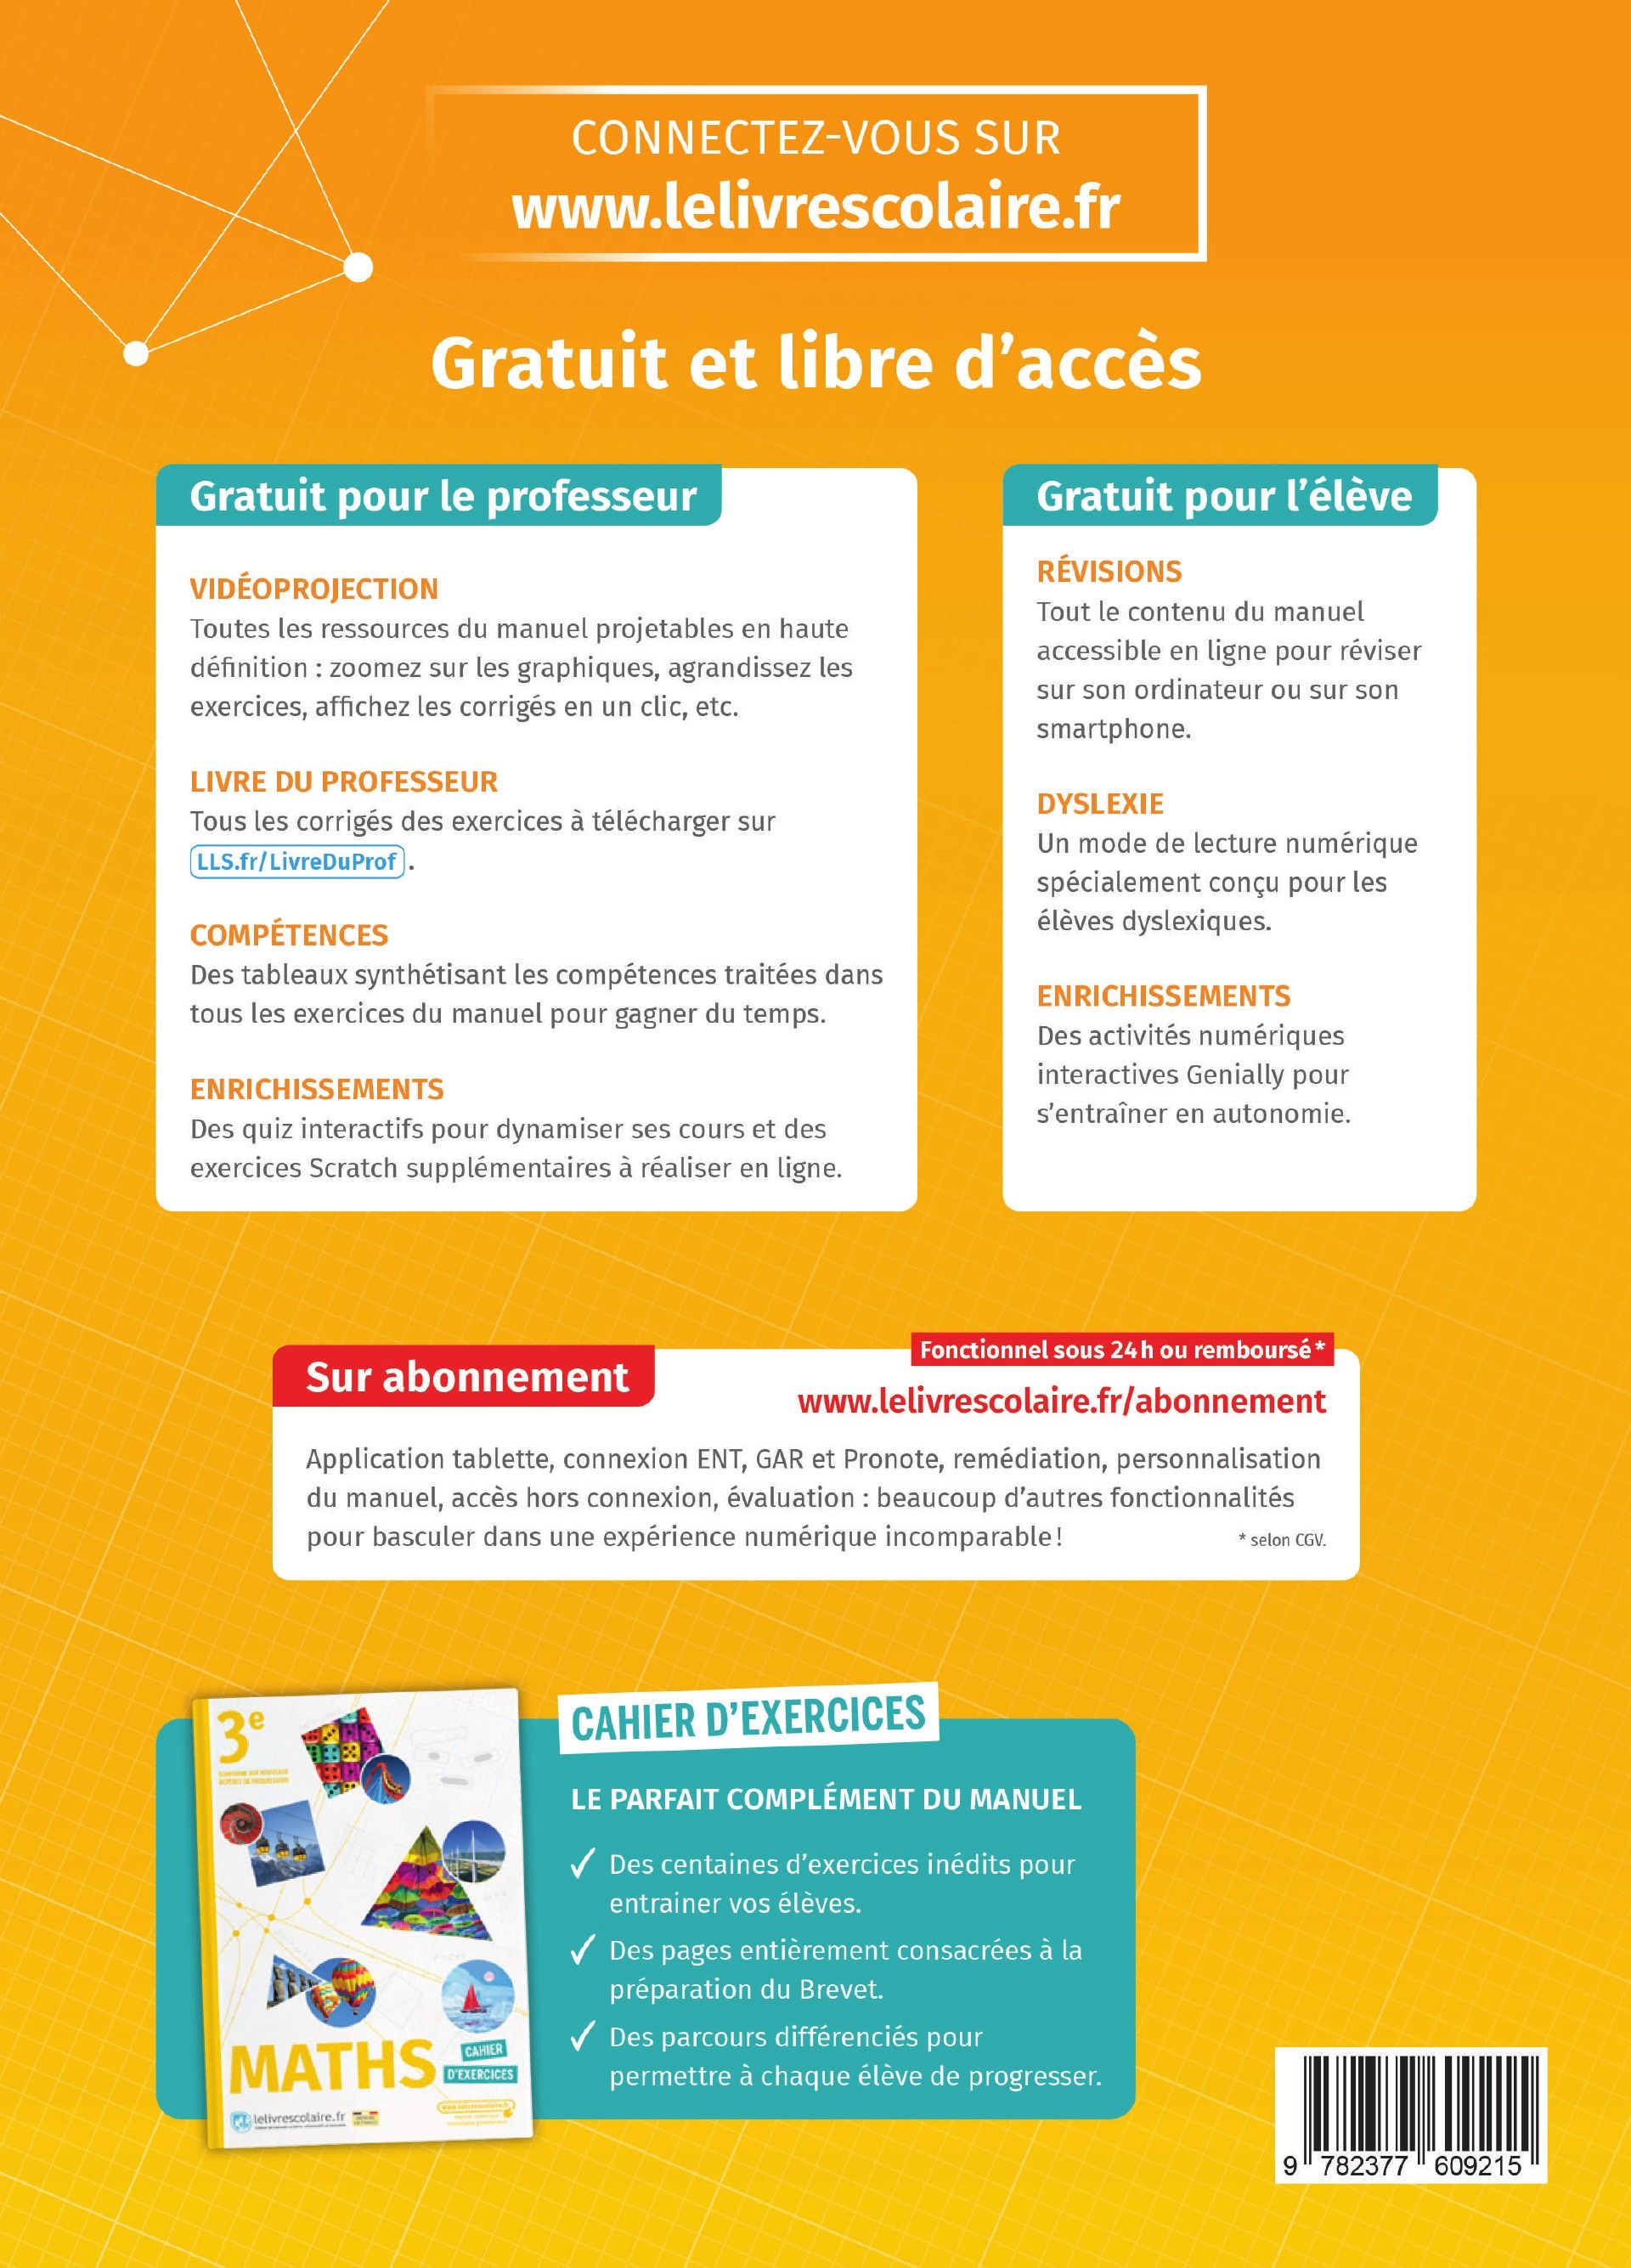 CONNECTEZ-VOUS SUR
www.lelivrescolaire.fr
Gratuit et libre d’accès
Gratuit pour le professeur
VIDÉOPROJECTION
Toutes les ressources du manuel projetables en haute
définition : zoomez sur les graphiques, agrandissez les
exercices, affichez les corrigés en un clic, etc.
LIVRE DU PROFESSEUR
Tous les corrigés des exercices à télécharger sur
LLS.fr/LivreDuProf .
COMPÉTENCES
Des tableaux synthétisant les compétences traitées dans
tous les exercices du manuel pour gagner du temps.
ENRICHISSEMENTS
Des quiz interactifs pour dynamiser ses cours et des
exercices Scratch supplémentaires à réaliser en ligne.
Gratuit pour l’élève
RÉVISIONS
Tout le contenu du manuel
accessible en ligne pour réviser
sur son ordinateur ou sur son
smartphone.
DYSLEXIE
Un mode de lecture numérique
spécialement conçu pour les
élèves dyslexiques.
ENRICHISSEMENTS
Des activités numériques
interactives Genially pour
s’entraîner en autonomie.
Sur abonnement
Fonctionnel sous 24 h ou remboursé *
www.lelivrescolaire.fr/abonnement
Application tablette, connexion ENT, GAR et Pronote, remédiation, personnalisation
du manuel, accès hors connexion, évaluation : beaucoup d’autres fonctionnalités
pour basculer dans une expérience numérique incomparable !
* selon CGV.
3e
CONFORME AUX NOUVEAUX
REPÈRES DE PROGRESSION
MATHS
CAHIER
D’EXERCICES
lelivrescolaire.fr
www.lelivrescolaire.fr
CAHIER D’EXERCICES
LE PARFAIT COMPLÉMENT DU MANUEL
✓ Des centaines d’exercices inédits pour
entrainer vos élèves.
✓ Des pages entièrement consacrées à la
préparation du Brevet.
✓ Des parcours différenciés pour
permettre à chaque élève de progresser.
9 782377 609215